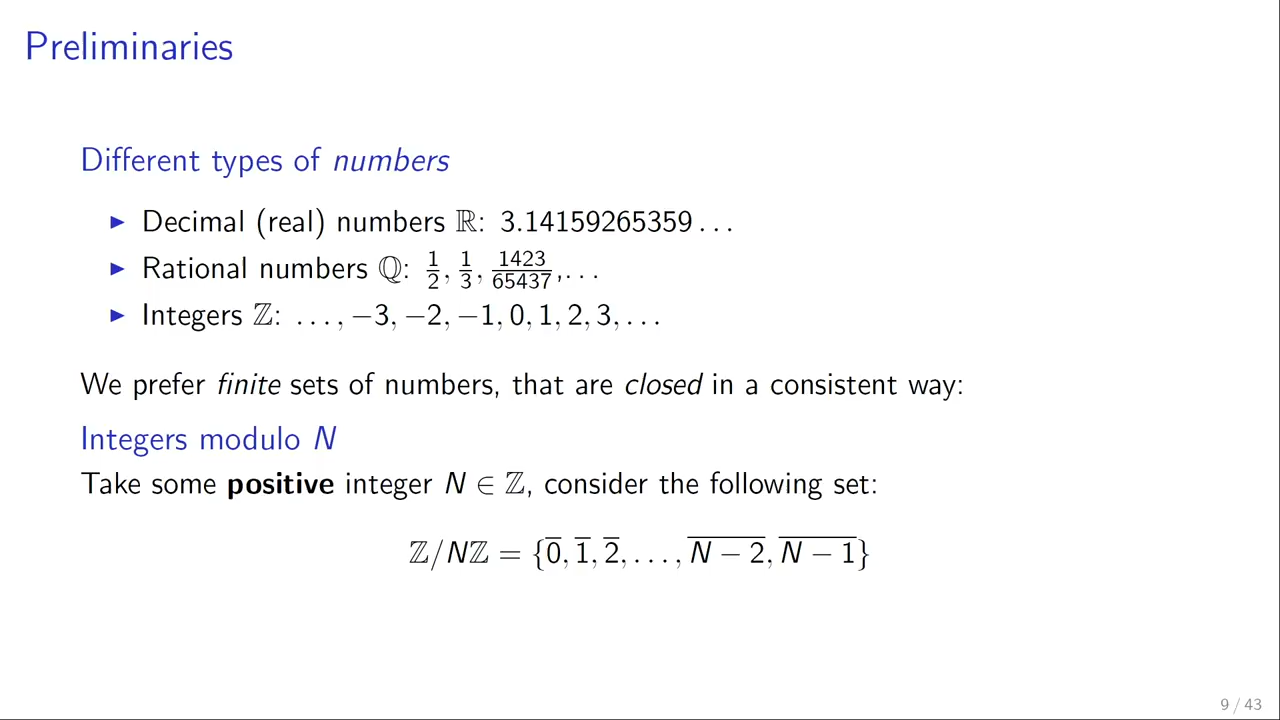 Preliminaries
Different types of numbers
▶ Decimal (real) numbers ℝ: 3.14159265359 . . .
▶ Rational numbers ℚ: 1/2, 1/3, 1423/65437, . . .
▶ Integers ℤ: . . . , −3, −2, −1, 0, 1, 2, 3, . . .
We prefer finite sets of numbers, that are closed in a consistent way:
Integers modulo N
Take some positive integer N ∈ ℤ, consider the following set:
ℤ/Nℤ = {0̅, 1̅, 2̅, . . . , N̅ ̅−̅ ̅2̅, N̅ ̅−̅ ̅1̅}
9 / 43